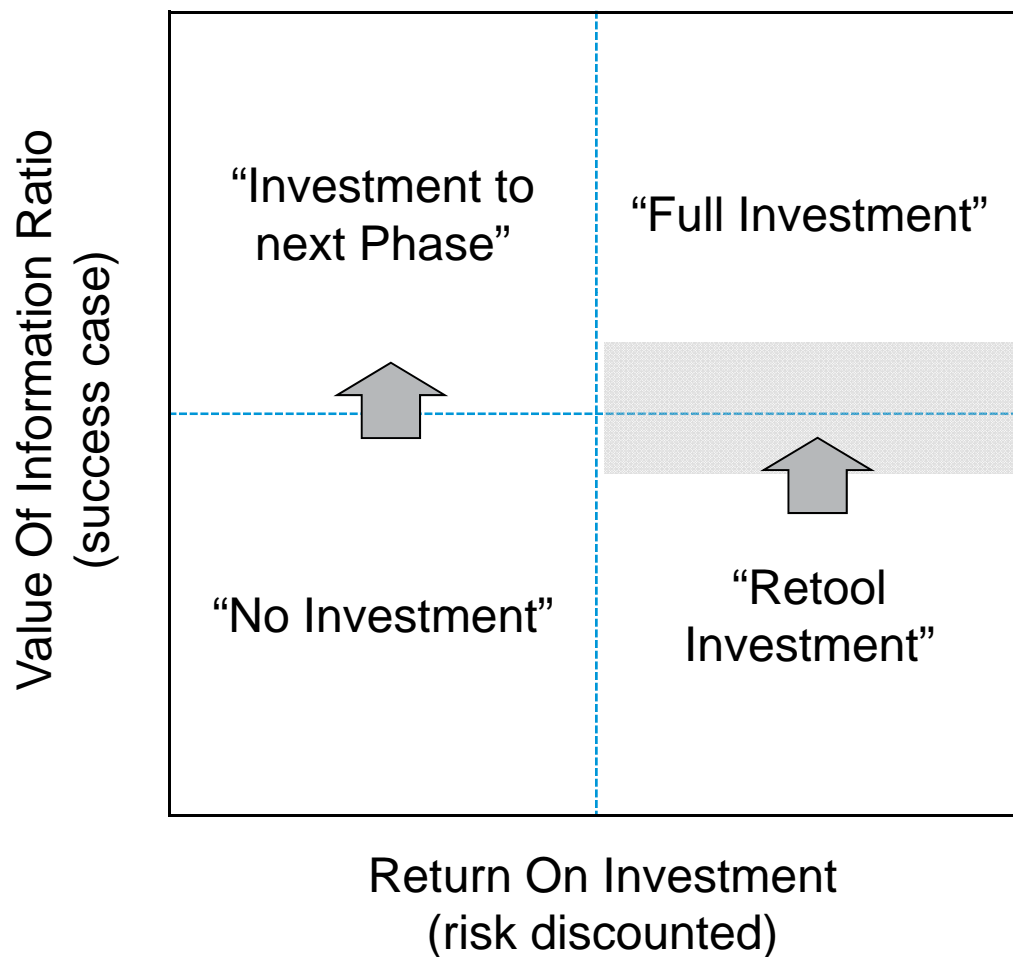 Value Of Information Ratio
(success case)
“Investment to
next Phase”
“Full Investment”
“No Investment”
“Retool
Investment”
Return On Investment
(risk discounted)